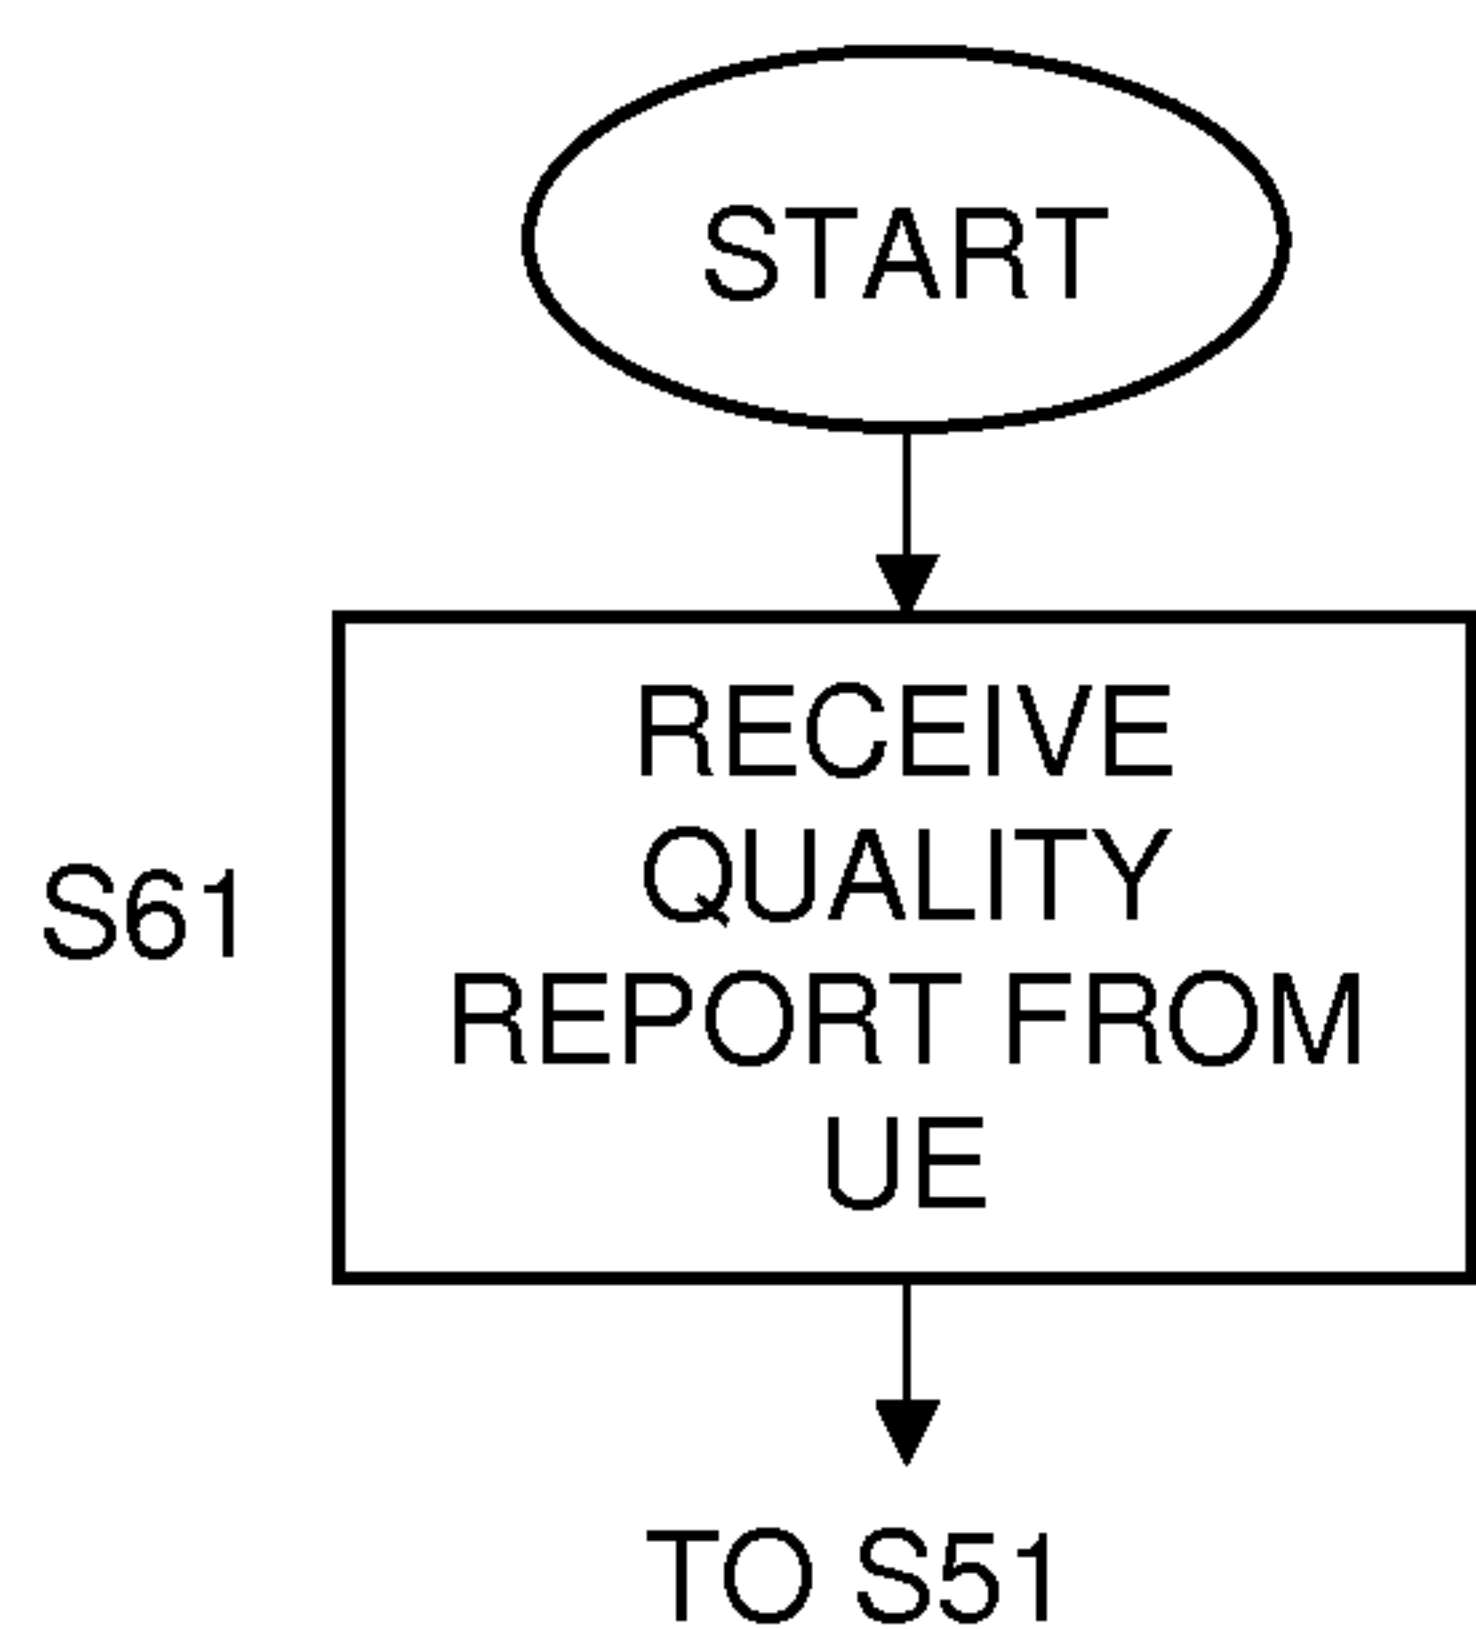 START
RECEIVE
QUALITY
S61
REPORT FROM
UE
TO S51